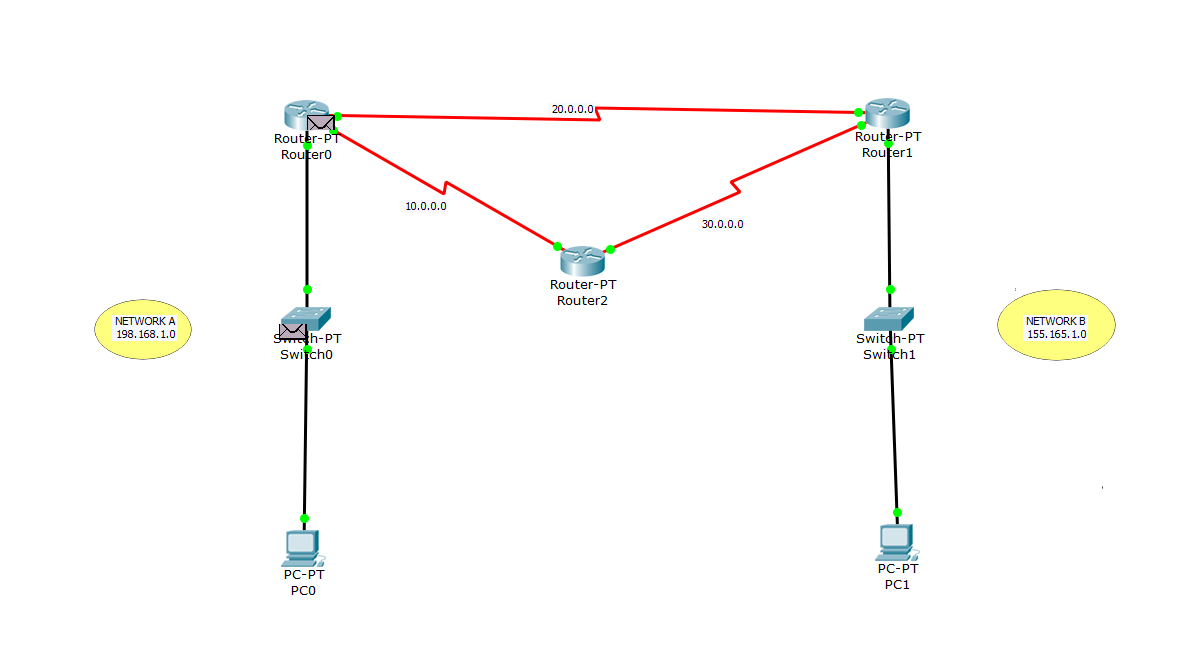 20.0.0.0
Router-PT
Router0
Router-PT
Router1
10.0.0.0
30.0.0.0
Router-PT
Router2
NETWORK A
198.168.1.0
Switch-PT
Switch0
Switch-PT
Switch1
NETWORK B
155.165.1.0
PC-PT
PC0
PC-PT
PC1